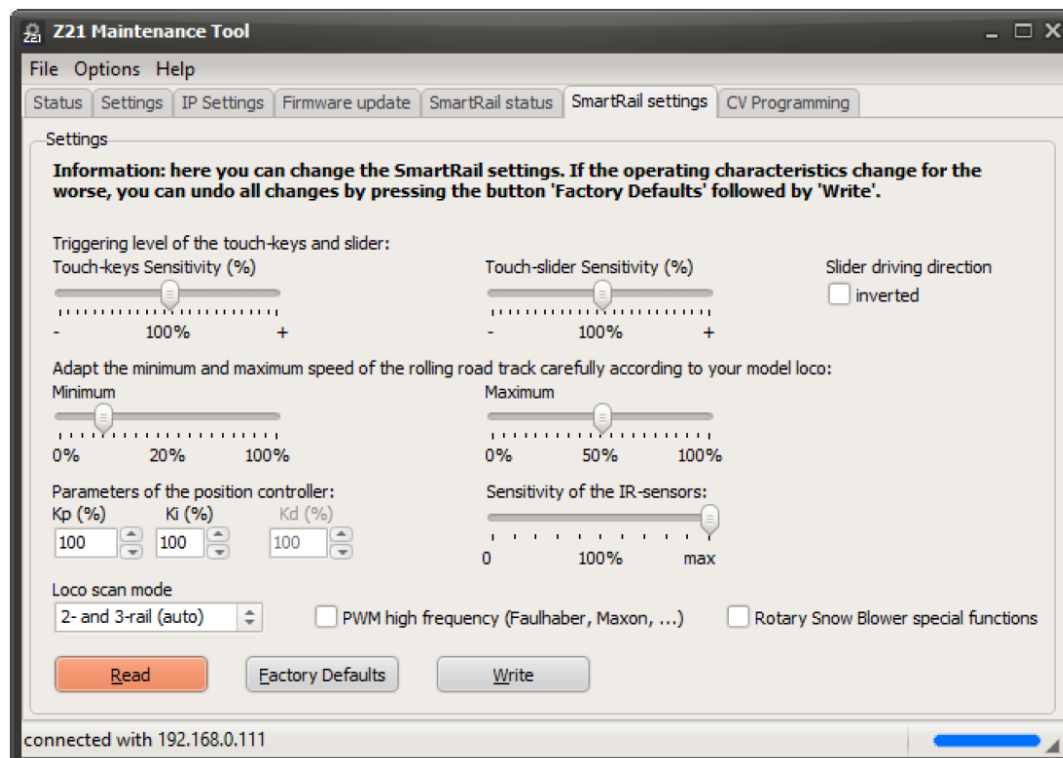 Z21 Maintenance Tool
File Options Help
Status Settings IP Settings Firmware update SmartRail status SmartRail settings CV Programming
Settings
Information: here you can change the SmartRail settings. If the operating characteristics change for the
worse, you can undo all changes by pressing the button 'Factory Defaults' followed by 'Write'.
Triggering level of the touch-keys and slider:
Touch-keys Sensitivity (%) Touch-slider Sensitivity (%) Slider driving direction
inverted
- 100% + - 100% +
Adapt the minimum and maximum speed of the rolling road track carefully according to your model loco:
Minimum Maximum
0% 20% 100% 0% 50% 100%
Parameters of the position controller: Sensitivity of the IR-sensors:
Kp (%) Ki (%) Kd (%)
100 100 100
0 100% max
Loco scan mode
2- and 3-rail (auto) PWM high frequency (Faulhaber, Maxon, ...) Rotary Snow Blower special functions
Read Factory Defaults Write
connected with 192.168.0.111